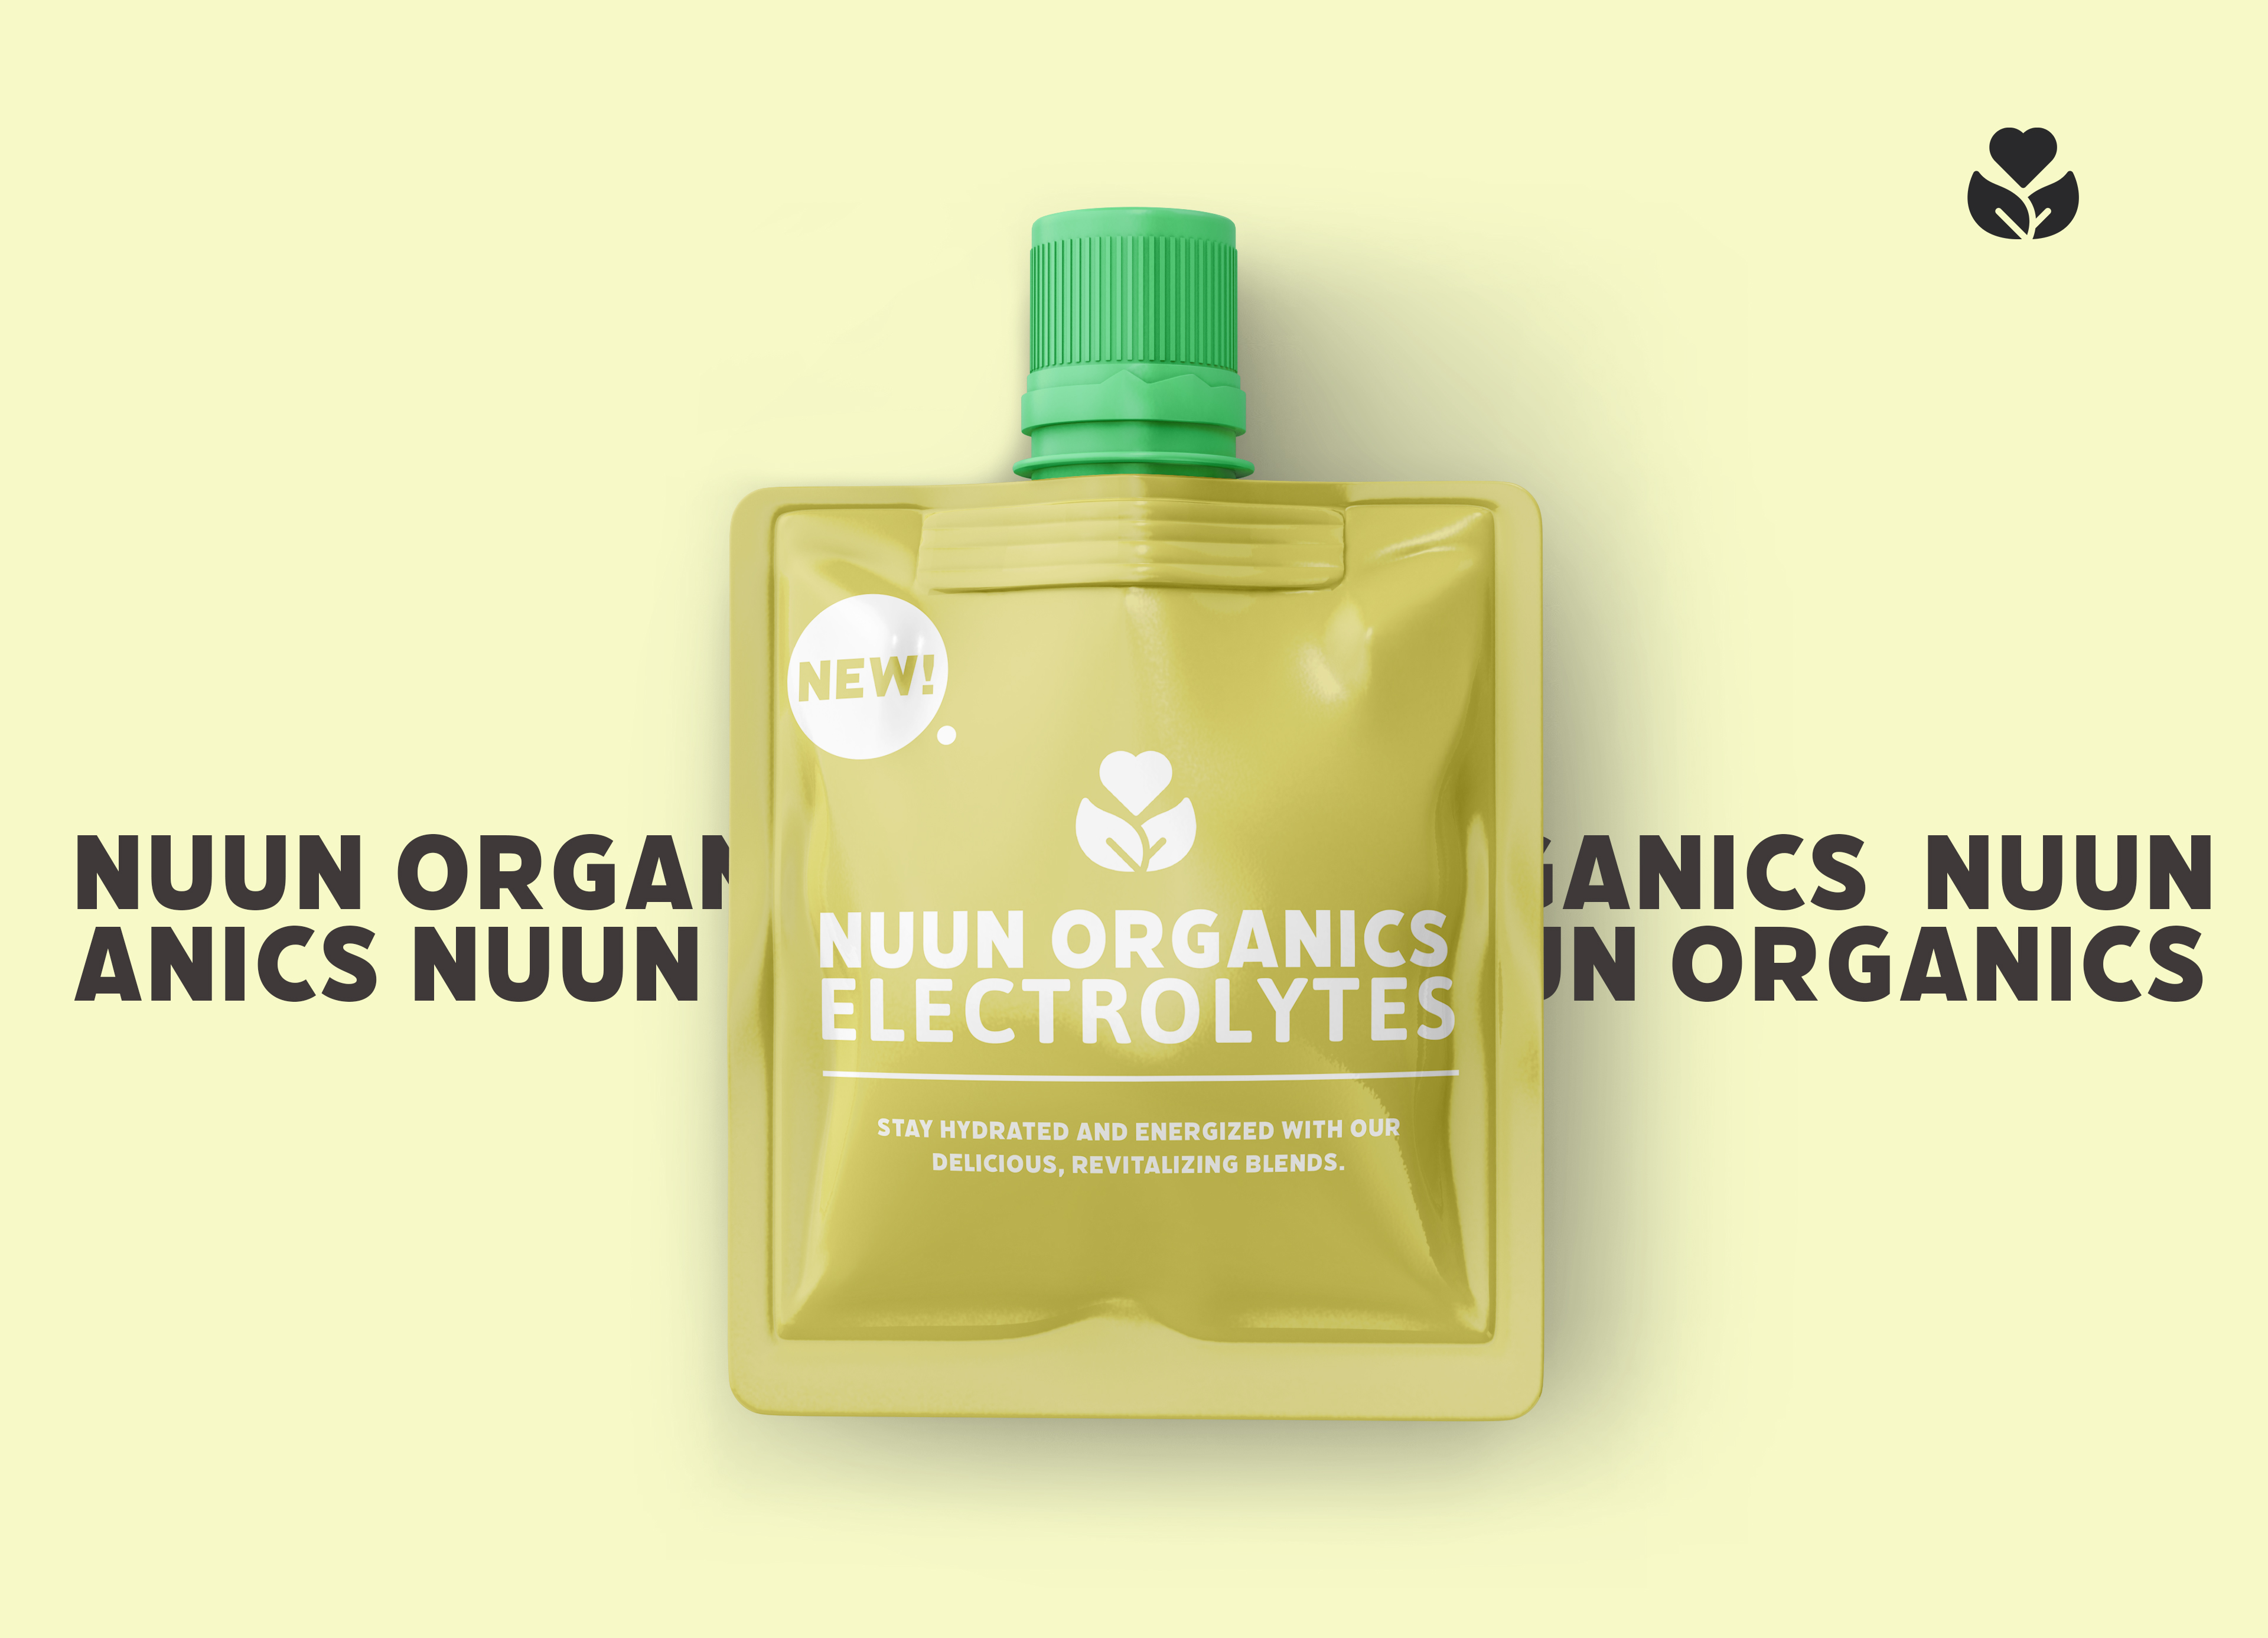 NEW!
NUUN ORGAN
GANICS NUUN
ANICS NUUN
UN ORGANICS
NUUN ORGANICS
ELECTROLYTES
STAY HYDRATED AND ENERGIZED WITH OUR
DELICIOUS, REVITALIZING BLENDS.